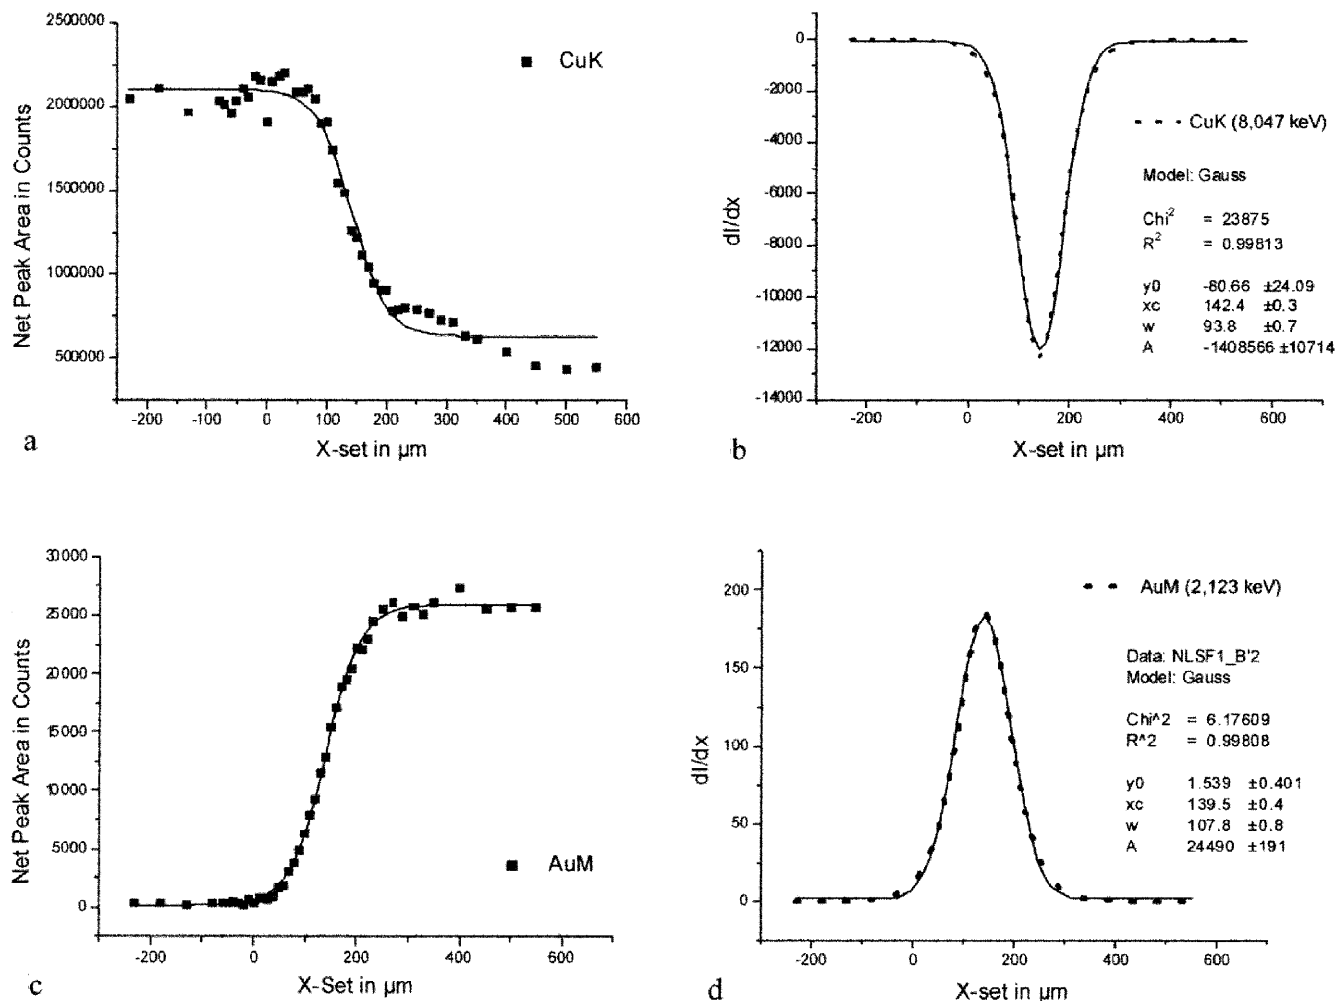 2500000
2000000
1500000
1000000
500000
Net Peak Area in Counts
CuK
-200 -100 0 100 200 300 400 500 600
X-set in µm
a
0
-2000
-4000
-6000
-8000
-10000
-12000
-14000
dI/dx
CuK (8,047 keV)
Model: Gauss
Chi² = 23875
R² = 0.99813
y0 -80.66 ±24.09
xc 142.4 ±0.3
w 93.8 ±0.7
A -1408566 ±10714
-200 0 200 400 600
X-set in µm
b
30000
25000
20000
15000
10000
5000
0
Net Peak Area in Counts
AuM
-200 0 200 400 600
X-Set in µm
c
200
150
100
50
0
dI/dx
AuM (2,123 keV)
Data: NLSF1_B'2
Model: Gauss
Chi^2 = 6.17609
R^2 = 0.99808
y0 1.539 ±0.401
xc 139.5 ±0.4
w 107.8 ±0.8
A 24490 ±191
-200 0 200 400 600
X-set in µm
d